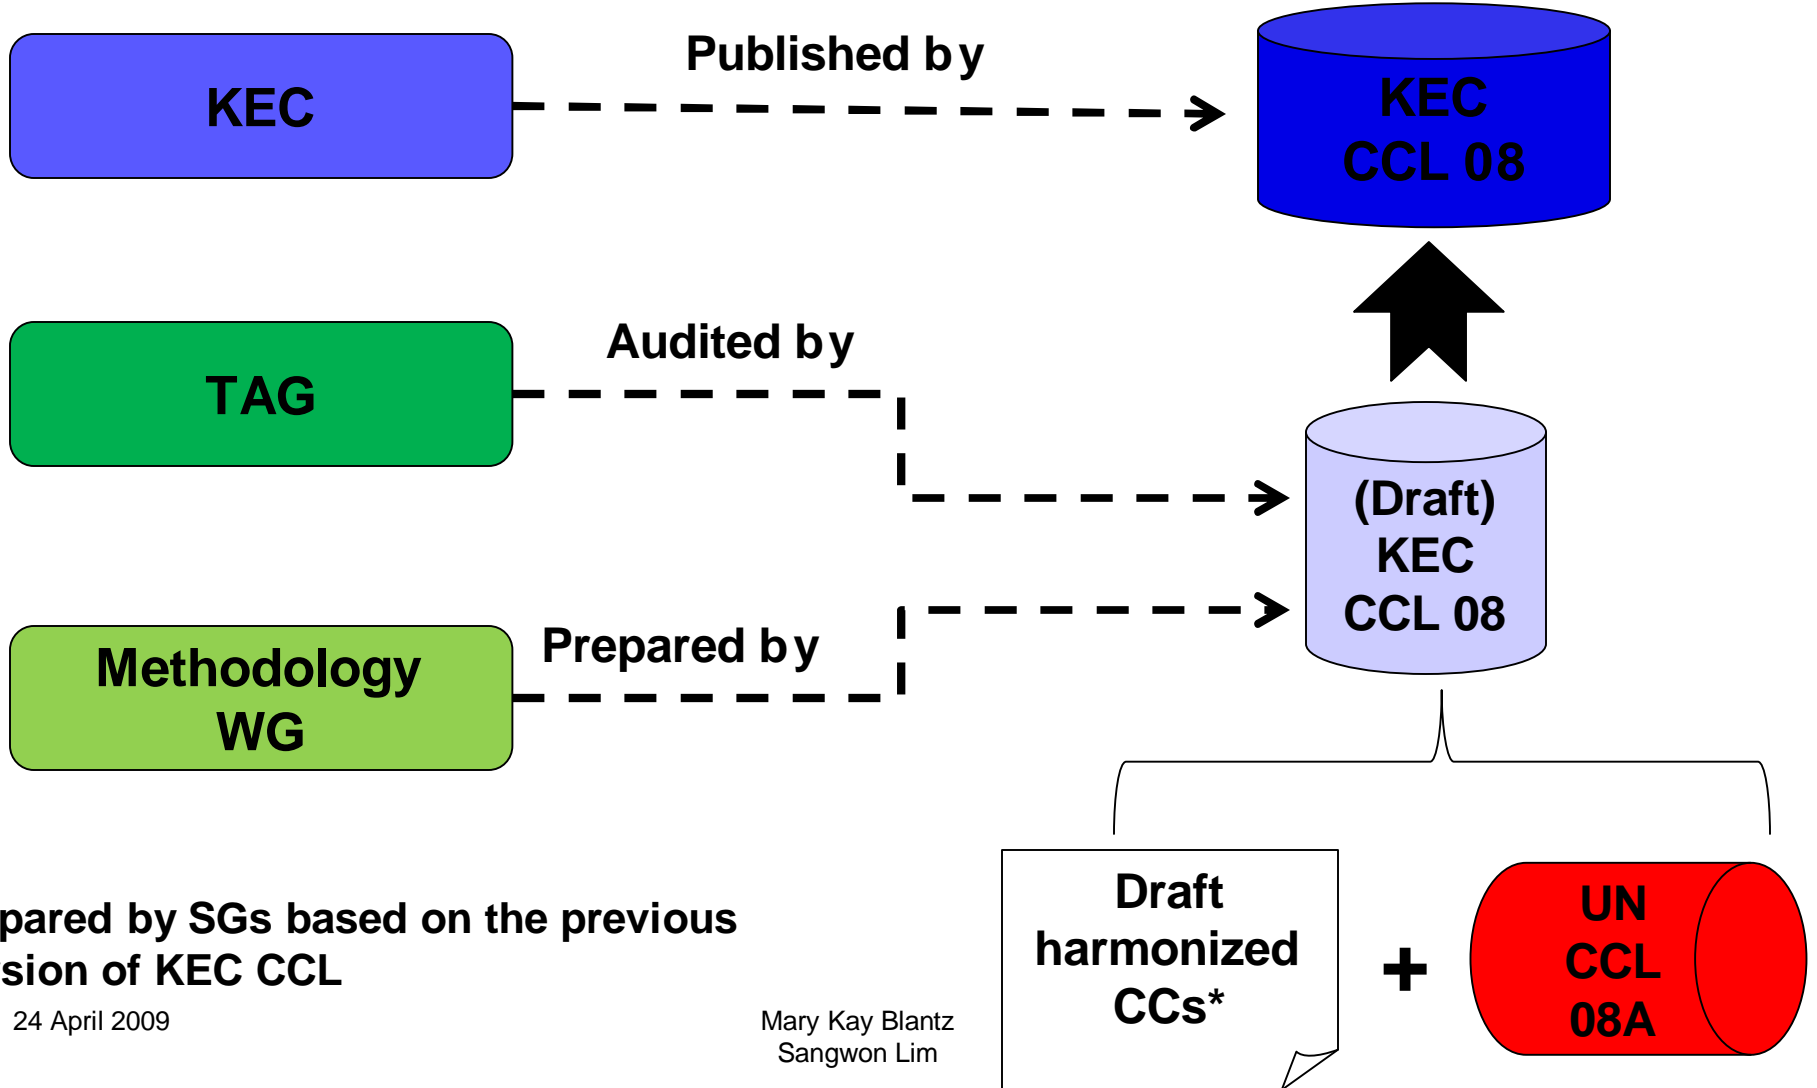 KEC
Published by
KEC
CCL 08
TAG
Audited by
(Draft)
KEC
CCL 08
Methodology
WG
Prepared by
Draft
harmonized
CCs*
+
UN
CCL
08A
by SGs based on the previous
of KEC CCL
24 April 2009
Mary Kay Blantz
Sangwon Lim